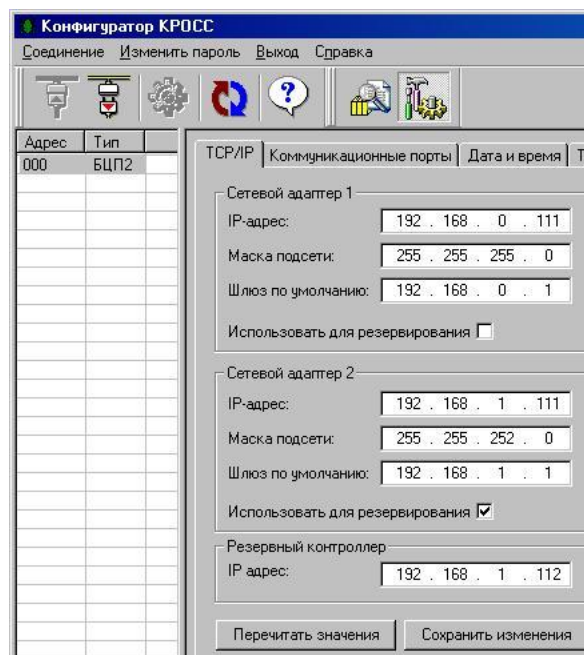 Конфигуратор КРОСС
Соединение Изменить пароль Выход Справка
Адрес Тип
000 БЦП2
TCP/IP Коммуникационные порты Дата и время Т
Сетевой адаптер 1
IP-адрес: 192 . 168 . 0 . 111
Маска подсети: 255 . 255 . 255 . 0
Шлюз по умолчанию: 192 . 168 . 0 . 1
Использовать для резервирования
Сетевой адаптер 2
IP-адрес: 192 . 168 . 1 . 111
Маска подсети: 255 . 255 . 252 . 0
Шлюз по умолчанию: 192 . 168 . 1 . 1
Использовать для резервирования
Резервный контроллер
IP адрес: 192 . 168 . 1 . 112
Перечитать значения Сохранить изменения